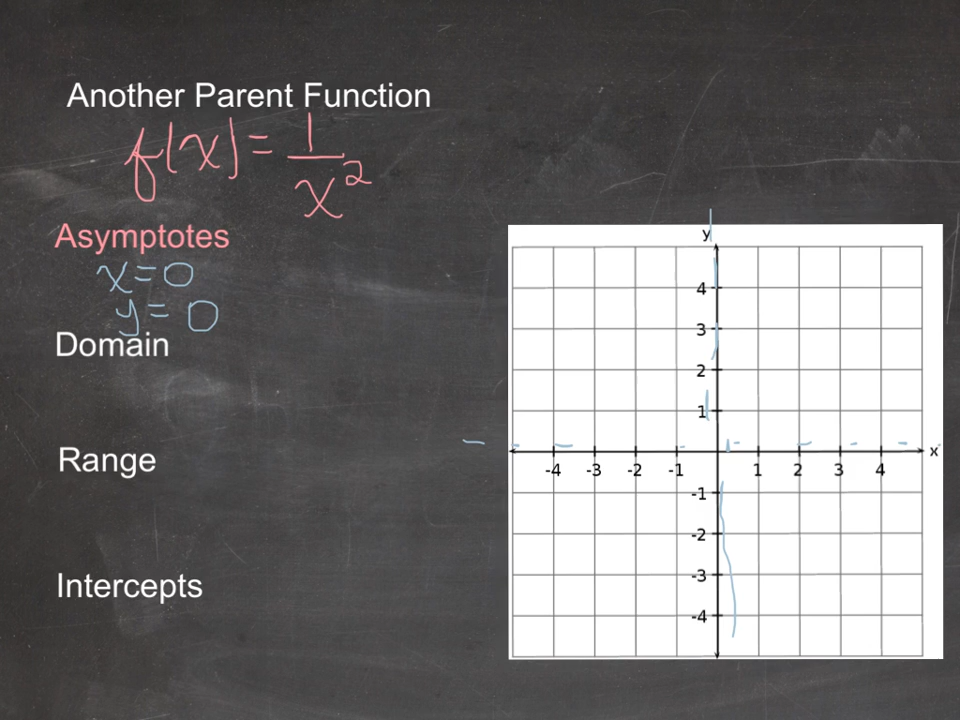 Another Parent Function
f(x) = 1/x²
Asymptotes
x = 0
y = 0
Domain
Range
Intercepts
y
4
3
2
1
-4 -3 -2 -1 1 2 3 4 x
-1
-2
-3
-4